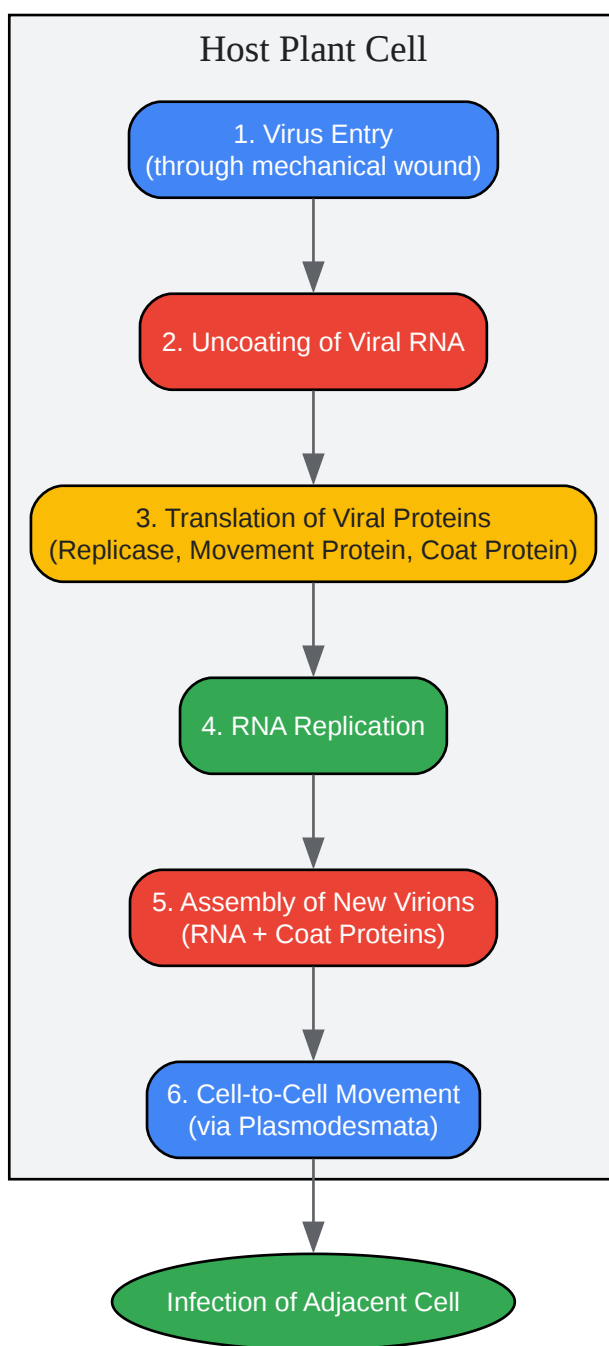 Host Plant Cell
1. Virus Entry
(through mechanical wound)
2. Uncoating of Viral RNA
3. Translation of Viral Proteins
(Replicase, Movement Protein, Coat Protein)
4. RNA Replication
5. Assembly of New Virions
(RNA + Coat Proteins)
6. Cell-to-Cell Movement
(via Plasmodesmata)
Infection of Adjacent Cell